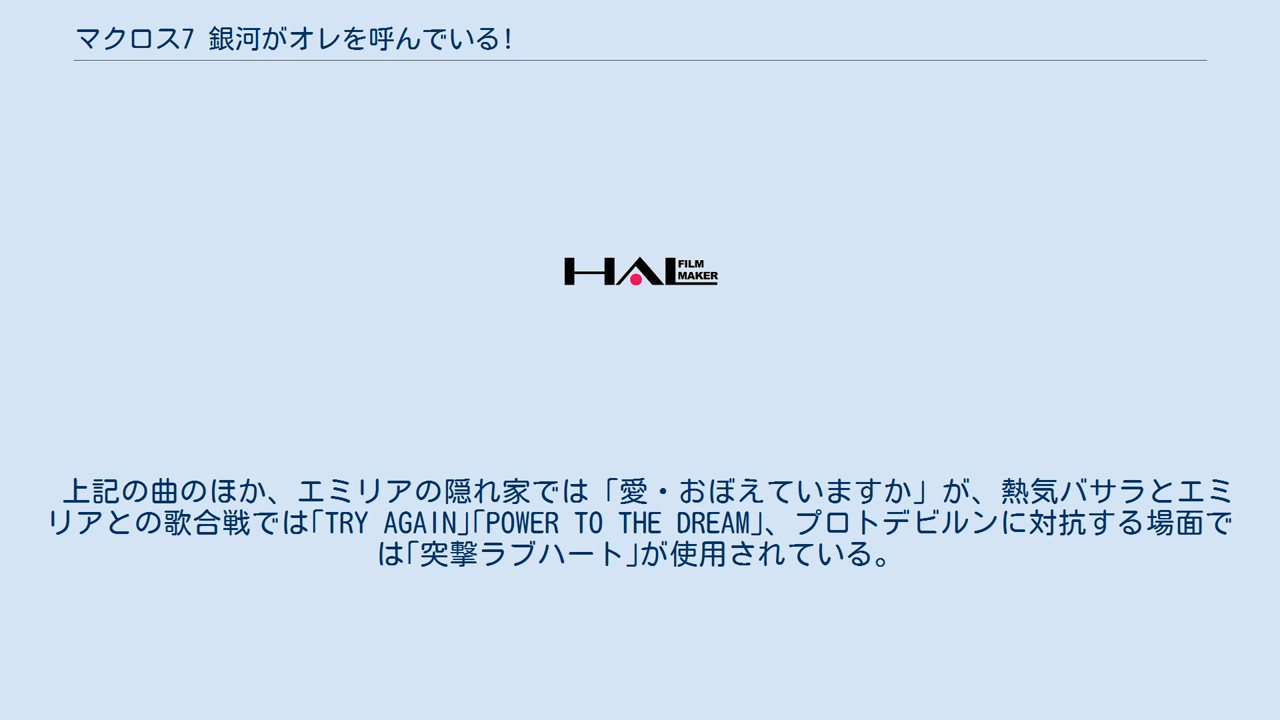 マクロス7 銀河がオレを呼んでいる!
HAL FILM MAKER
上記の曲のほか、エミリアの隠れ家では「愛・おぼえていますか」が、熱気バサラとエミ
リアとの歌合戦では｢TRY AGAIN｣｢POWER TO THE DREAM｣、プロトデビルンに対抗する場面で
は｢突撃ラブハート｣が使用されている。